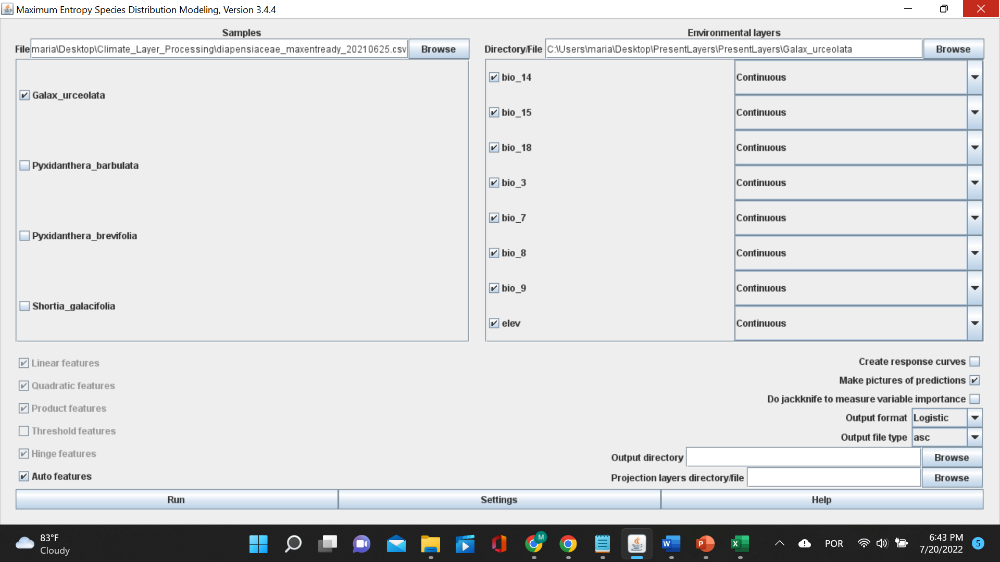 Maximum Entropy Species Distribution Modeling, Version 3.4.4
Samples
File maria\Desktop\Climate_Layer_Processing\diapensiaceae_maxentready_20210625.csv Browse
Galax_urceolata
Pyxidanthera_barbulata
Pyxidanthera_brevifolia
Shortia_galacifolia
Environmental layers
Directory/File C:\Users\maria\Desktop\PresentLayers\PresentLayers\Galax_urceolata Browse
bio_14 Continuous
bio_15 Continuous
bio_18 Continuous
bio_3 Continuous
bio_7 Continuous
bio_8 Continuous
bio_9 Continuous
elev Continuous
Linear features
Quadratic features
Product features
Threshold features
Hinge features
Auto features
Create response curves
Make pictures of predictions
Do jackknife to measure variable importance
Output format Logistic
Output file type asc
Output directory Browse
Projection layers directory/file Browse
Run Settings Help
83°F
Cloudy
M
W
P
X
POR
6:43 PM
7/20/2022
5